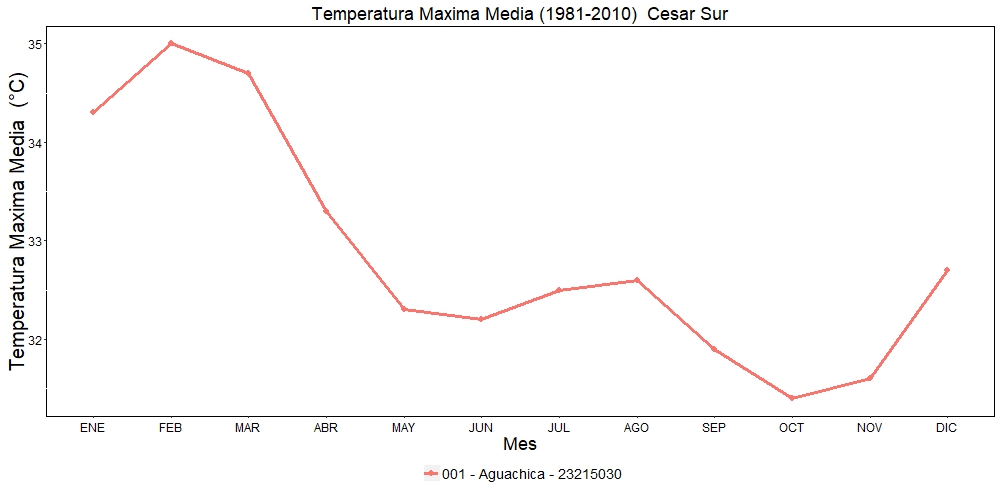 Temperatura Maxima Media (1981-2010)  Cesar Sur
Temperatura Maxima Media  (°C)
35
34
33
32
ENE FEB MAR ABR MAY JUN JUL AGO SEP OCT NOV DIC
Mes
001 - Aguachica - 23215030